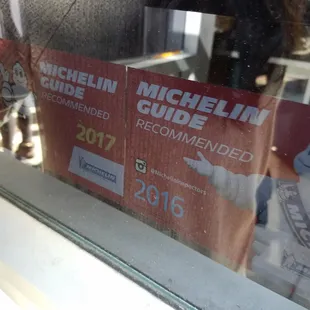 MICHELIN
GUIDE
RECOMMENDED
2017
MICHELIN
GUIDE
RECOMMENDED
2016